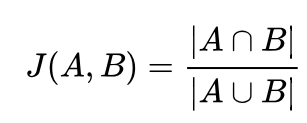 J(A, B) = |A ∩ B| / |A ∪ B|